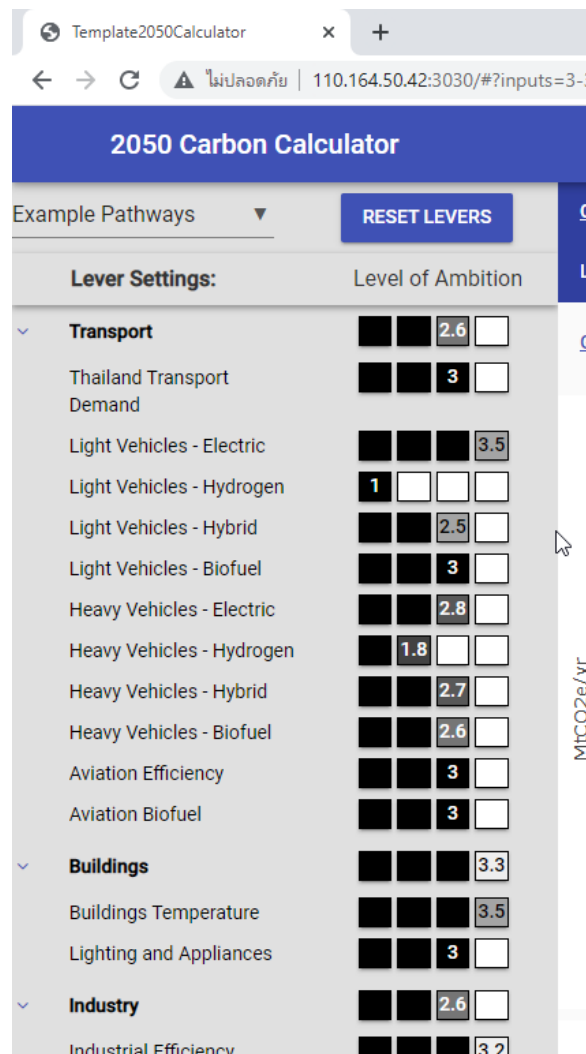 Template2050Calculator
ไม่ปลอดภัย 110.164.50.42:3030/#?inputs=3-
2050 Carbon Calculator
Example Pathways
RESET LEVERS
Lever Settings: Level of Ambition
Transport 2.6
Thailand Transport
Demand 3
Light Vehicles - Electric 3.5
Light Vehicles - Hydrogen 1
Light Vehicles - Hybrid 2.5
Light Vehicles - Biofuel 3
Heavy Vehicles - Electric 2.8
Heavy Vehicles - Hydrogen 1.8
Heavy Vehicles - Hybrid 2.7
Heavy Vehicles - Biofuel 2.6
Aviation Efficiency 3
Aviation Biofuel 3
Buildings 3.3
Buildings Temperature 3.5
Lighting and Appliances 3
Industry 2.6
Industrial Efficiency 3.2
MtCO2e/yr